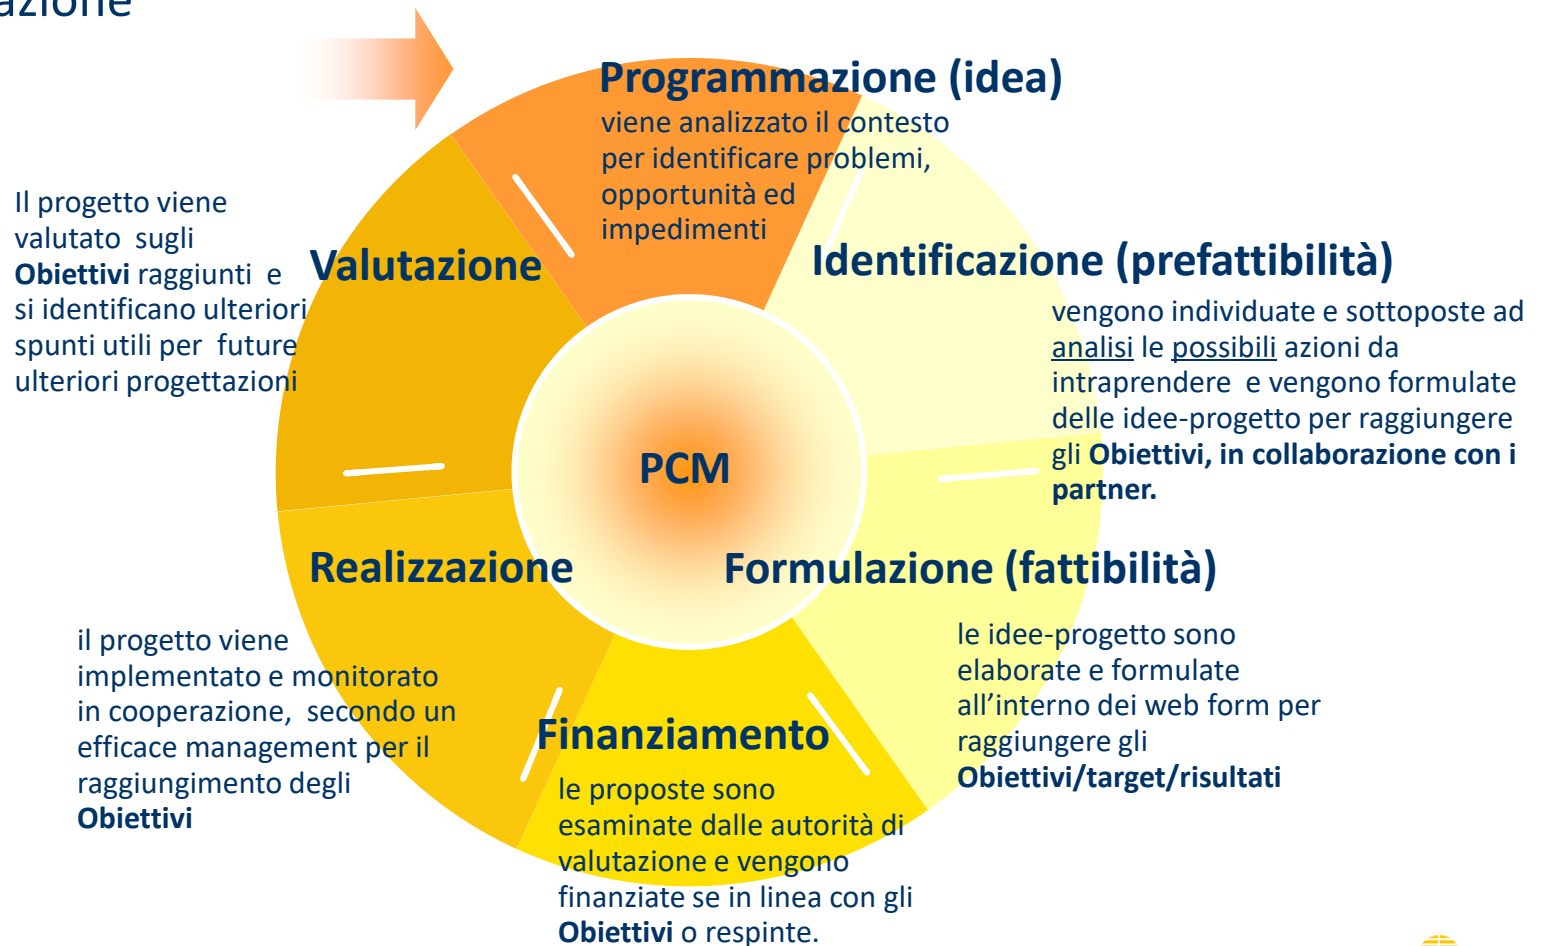 Programmazione (idea)
viene analizzato il contesto
per identificare problemi,
opportunità ed
impedimenti
Identificazione (prefattibilità)
vengono individuate e sottoposte ad
analisi le possibili azioni da
intraprendere e vengono formulate
delle idee-progetto per raggiungere
gli Obiettivi, in collaborazione con i
partner.
Formulazione (fattibilità)
le idee-progetto sono
elaborate e formulate
all’interno dei web form per
raggiungere gli
Obiettivi/target/risultati
Finanziamento
le proposte sono
esaminate dalle autorità di
valutazione e vengono
finanziate se in linea con gli
Obiettivi o respinte.
Realizzazione
il progetto viene
implementato e monitorato
in cooperazione, secondo un
efficace management per il
raggiungimento degli
Obiettivi
Valutazione
Il progetto viene
valutato sugli
Obiettivi raggiunti e
si identificano ulteriori
spunti utili per future
ulteriori progettazioni
PCM